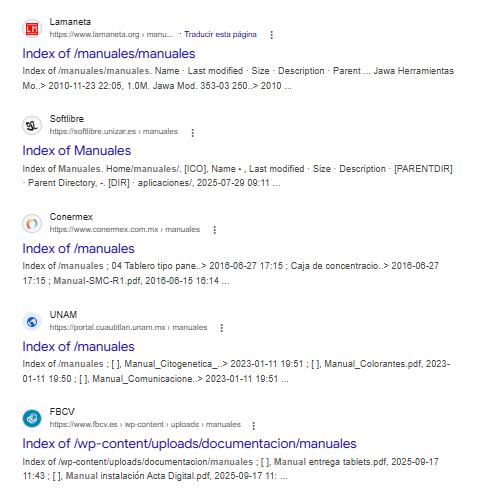 Lamaneta
https://www.lamaneta.org › manu... · Traducir esta página
Index of /manuales/manuales
Index of /manuales/manuales. Name · Last modified · Size · Description · Parent ... Jawa Herramientas
Mo..> 2010-11-23 22:05, 1.0M. Jawa Mod. 353-03 250..> 2010 ...
Softlibre
https://softlibre.unizar.es › manuales
Index of Manuales
Index of Manuales. Home/manuales/. [ICO], Name ▴ , Last modified · Size · Description · [PARENTDIR]
· Parent Directory, -. [DIR] · aplicaciones/, 2025-07-29 09:11 ...
Conermex
https://www.conermex.com.mx › manuales
Index of /manuales
Index of /manuales ; 04 Tablero tipo pane..> 2016-06-27 17:15 ; Caja de concentracio..> 2016-06-27
17:15 ; Manual-SMC-R1.pdf, 2016-06-15 16:14 ...
UNAM
https://portal.cuautitlan.unam.mx › manuales
Index of /manuales
Index of /manuales ; [ ], Manual_Citogenetica_..> 2023-01-11 19:51 ; [ ], Manual_Colorantes.pdf, 2023-
01-11 19:50 ; [ ], Manual_Comunicacione..> 2023-01-11 19:51 ...
FBCV
https://www.fbcv.es › wp-content › uploads › manuales
Index of /wp-content/uploads/documentacion/manuales
Index of /wp-content/uploads/documentacion/manuales ; [ ], Manual entrega tablets.pdf, 2025-09-17
11:43 ; [ ], Manual instalación Acta Digital.pdf, 2025-09-17 11: ...